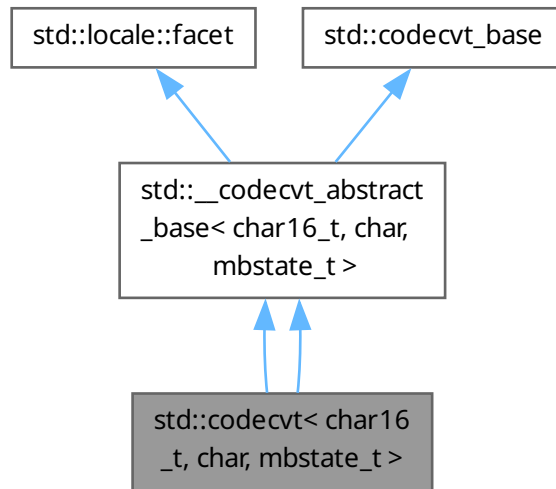 std::locale::facet
std::codecvt_base
std::__codecvt_abstract
_base< char16_t, char,
mbstate_t >
std::codecvt< char16
_t, char, mbstate_t >